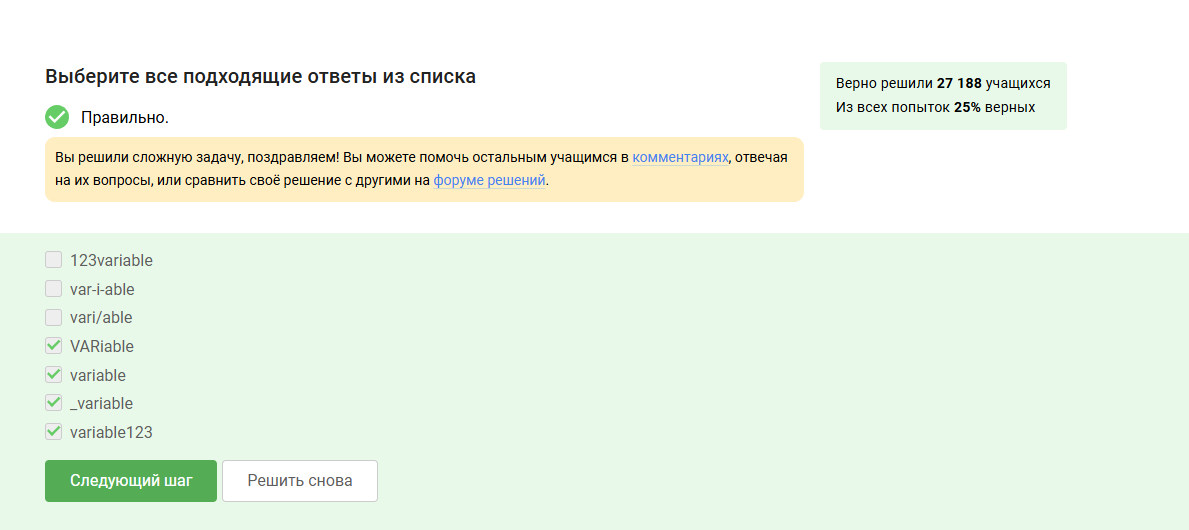 Выберите все подходящие ответы из списка
Верно решили 27 188 учащихся
Из всех попыток 25% верных
Правильно.
Вы решили сложную задачу, поздравляем! Вы можете помочь остальным учащимся в комментариях, отвечая
на их вопросы, или сравнить своё решение с другими на форуме решений.
123variable
var-i-able
vari/able
VARiable
variable
_variable
variable123
Следующий шаг
Решить снова